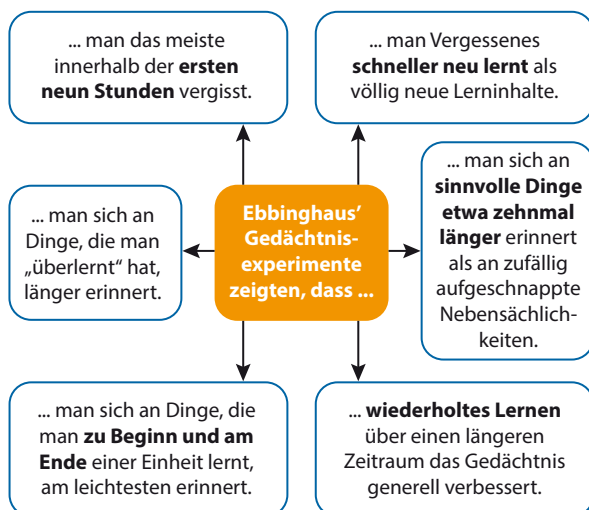 ... man das meiste
innerhalb der ersten
neun Stunden vergisst.
... man Vergessenes
schneller neu lernt als
völlig neue Lerninhalte.
... man sich an
Dinge, die man
„überlernt“ hat,
länger erinnert.
Ebbinghaus’
Gedächtnis-
experimente
zeigten, dass ...
... man sich an
sinnvolle Dinge
etwa zehnmal
länger erinnert
als an zufällig
aufgeschnappte
Nebensächlich-
keiten.
... man sich an Dinge, die
man zu Beginn und am
Ende einer Einheit lernt,
am leichtesten erinnert.
... wiederholtes Lernen
über einen längeren
Zeitraum das Gedächtnis
generell verbessert.